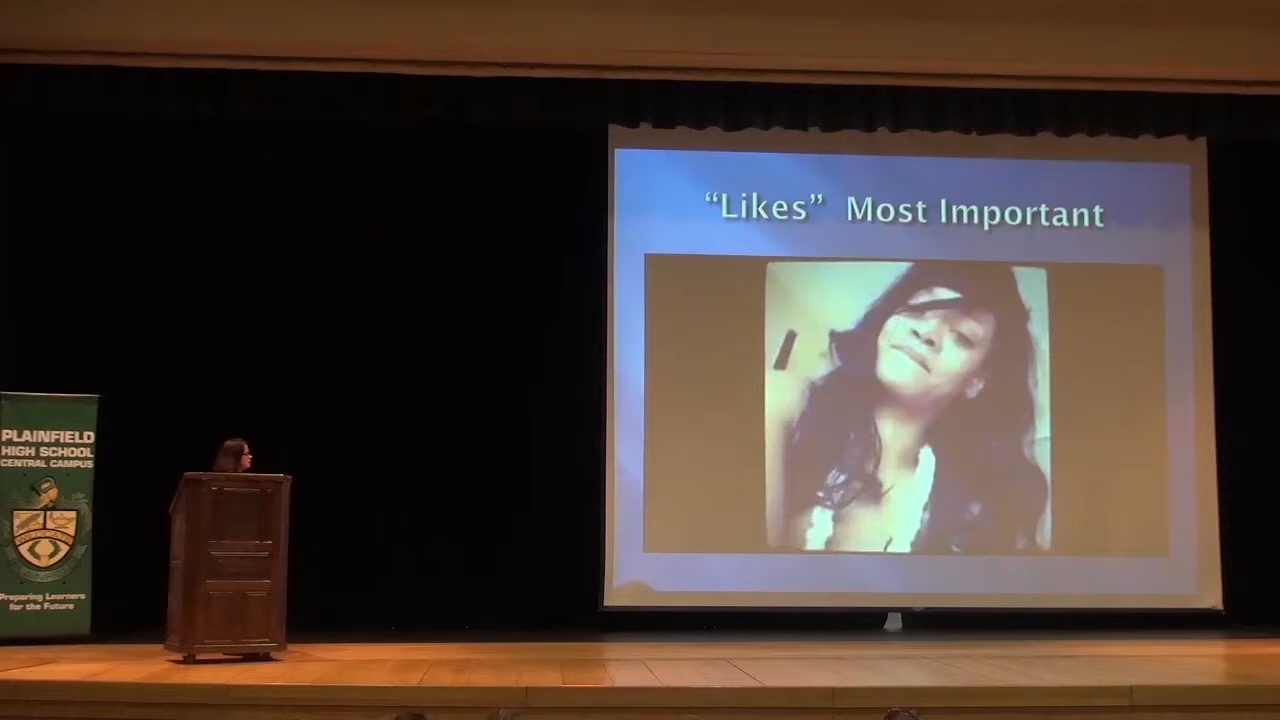 “Likes” Most Important
PLAINFIELD
HIGH SCHOOL
CENTRAL CAMPUS
Preparing Learners
for the Future